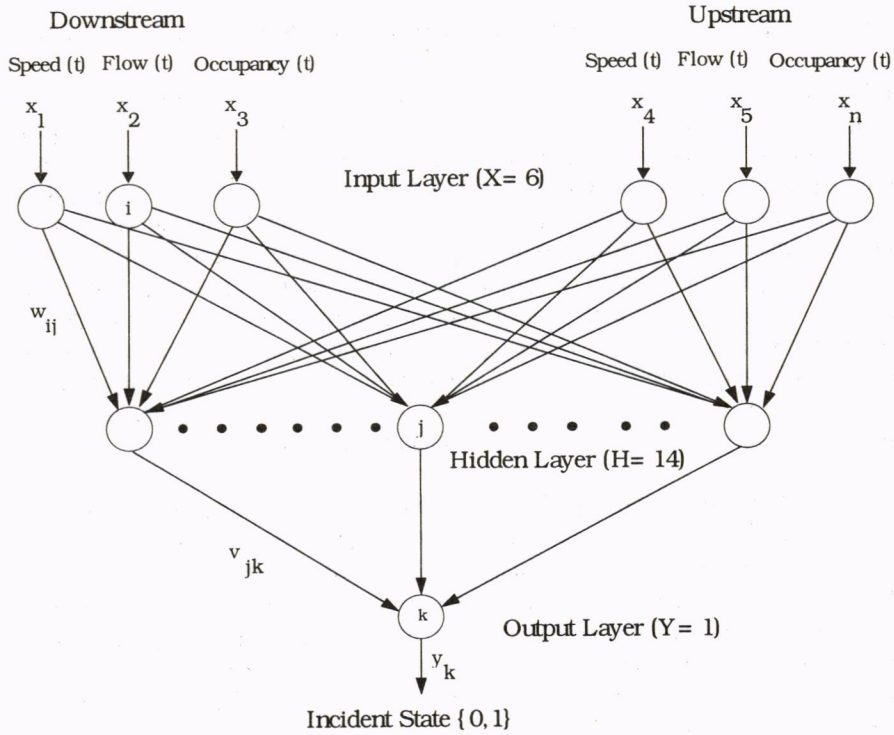 Downstream
Upstream
Speed (t) Flow (t) Occupancy (t)
Speed (t) Flow (t) Occupancy (t)
x1 x2 x3
x4 x5 xn
Input Layer (X= 6)
i
wij
j
Hidden Layer (H= 14)
vjk
k
Output Layer (Y= 1)
yk
Incident State {0,1}